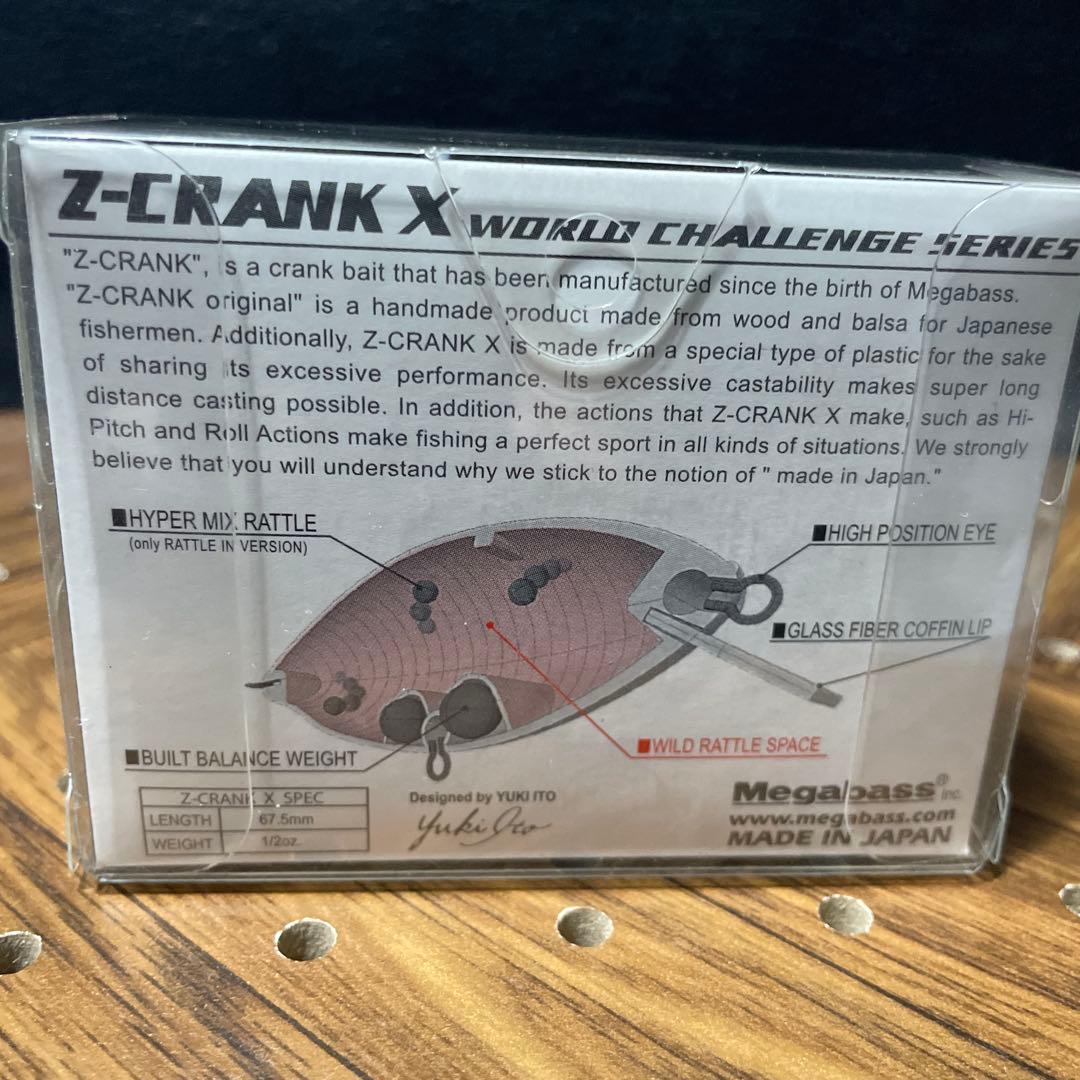 Z-CRANK X WORLD CHALLENGE SERIES
"Z-CRANK", is a crank bait that has been manufactured since the birth of Megabass.
"Z-CRANK original" is a handmade product made from wood and balsa for Japanese
fishermen. Additionally, Z-CRANK X is made from a special type of plastic for the sake
of sharing its excessive performance. Its excessive castability makes super long
distance casting possible. In addition, the actions that Z-CRANK X make, such as Hi-
Pitch and Roll Actions make fishing a perfect sport in all kinds of situations. We strongly
believe that you will understand why we stick to the notion of " made in Japan."
■HYPER MIX RATTLE
(only RATTLE IN VERSION)
■HIGH POSITION EYE
■GLASS FIBER COFFIN LIP
■WILD RATTLE SPACE
■BUILT BALANCE WEIGHT
Z-CRANK X SPEC
LENGTH 67.5mm
WEIGHT 1/2oz.
Designed by YUKI ITO
Yuki Ito
Megabass® inc.
www.megabass.com
MADE IN JAPAN